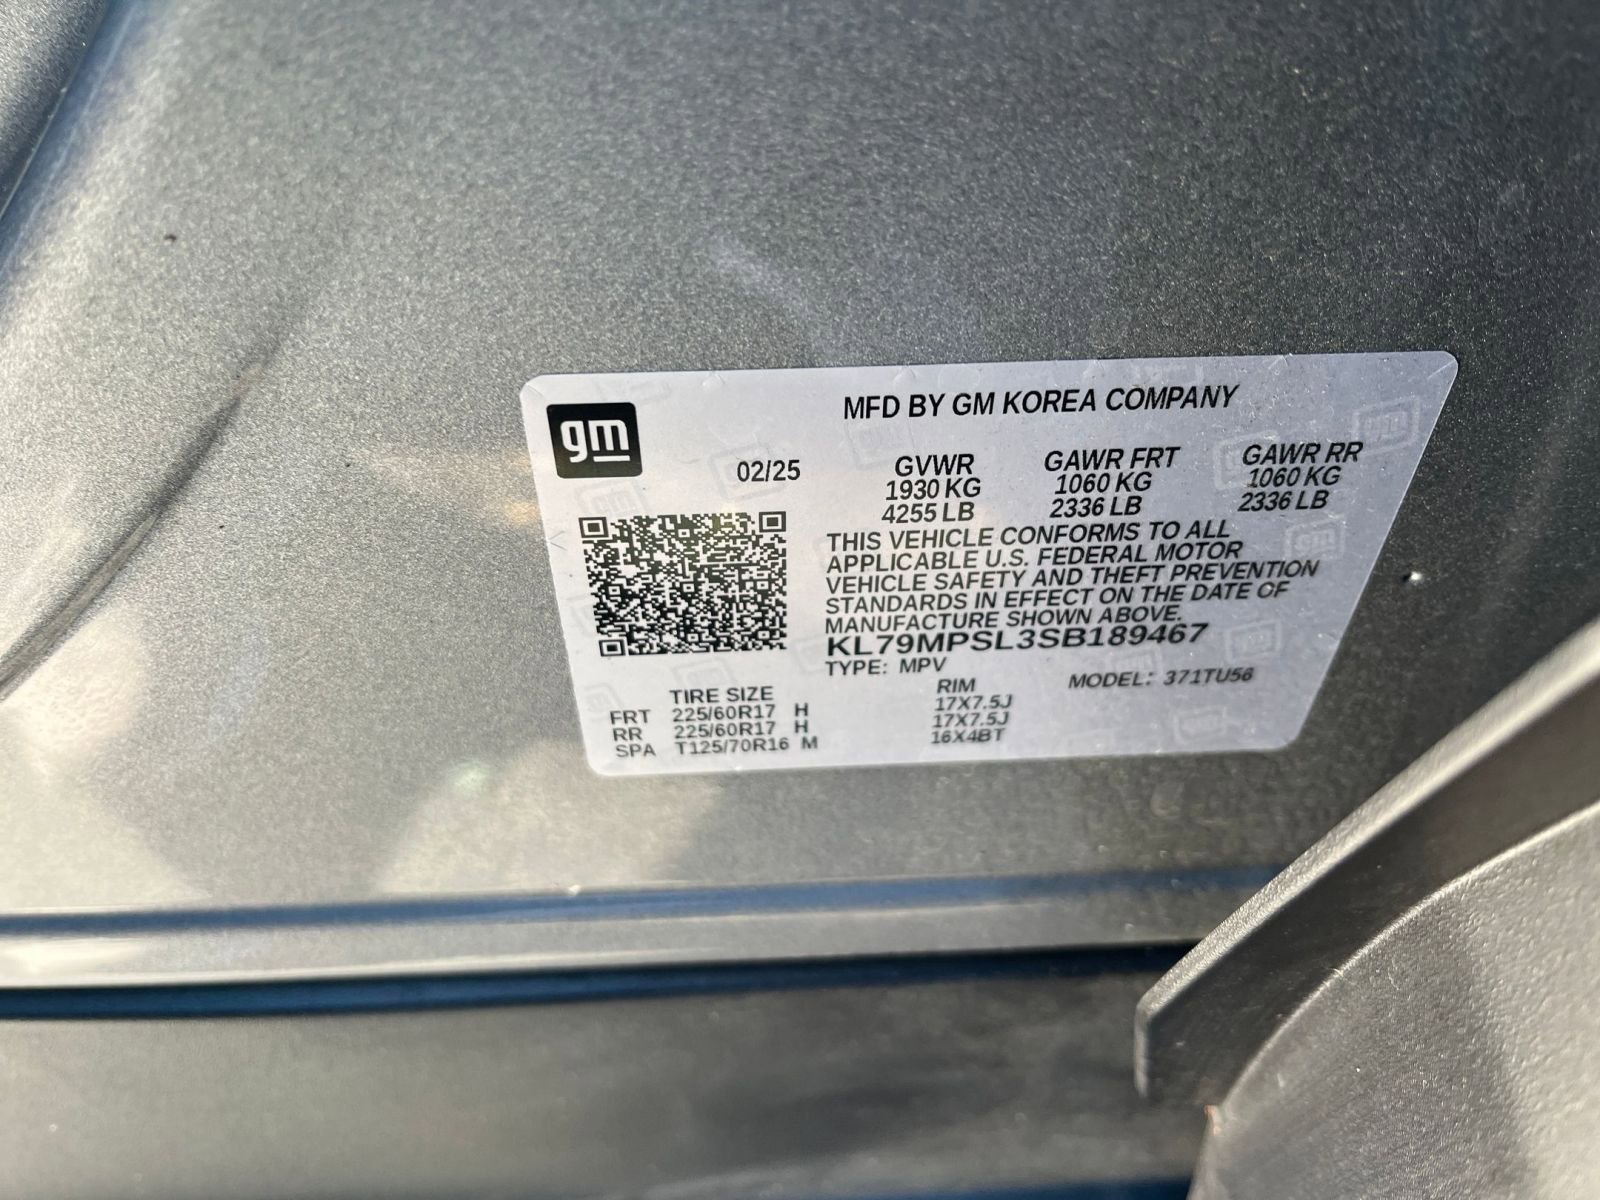 gm
MFD BY GM KOREA COMPANY
02/25
GVWR GAWR FRT GAWR RR
1930 KG 1060 KG 1060 KG
4255 LB 2336 LB 2336 LB
THIS VEHICLE CONFORMS TO ALL
APPLICABLE U.S. FEDERAL MOTOR
VEHICLE SAFETY AND THEFT PREVENTION
STANDARDS IN EFFECT ON THE DATE OF
MANUFACTURE SHOWN ABOVE.
KL79MPSL3SB189467
TYPE: MPV MODEL: 371TU56
TIRE SIZE RIM
FRT 225/60R17 H 17X7.5J
RR 225/60R17 H 17X7.5J
SPA T125/70R16 M 16X4BT